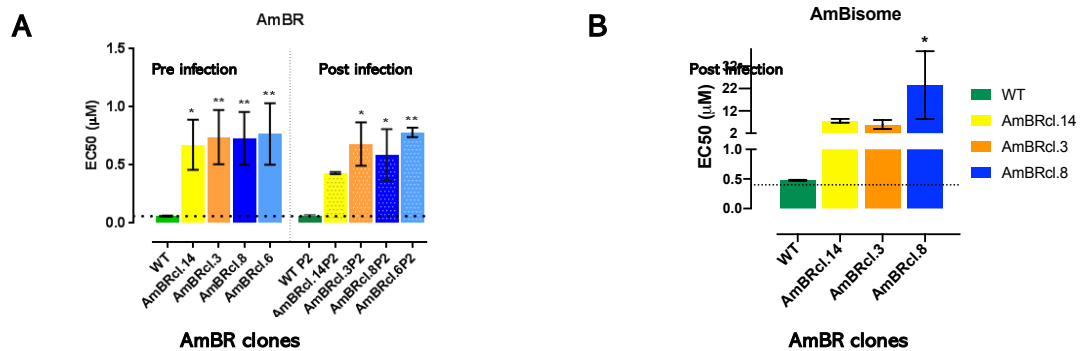 A
AmBR
1.5
1.0
0.5
0.0
EC50 (µM)
Pre infection
Post infection
*
**
**
**
*
*
**
WT
AmBRcl.14
AmBRcl.3
AmBRcl.8
AmBRcl.6
WT P2
AmBRcl.14P2
AmBRcl.3P2
AmBRcl.8P2
AmBRcl.6P2
AmBR clones
B
AmBisome
Post infection
32
22
12
2
1.0
0.5
0.0
EC50 (µM)
*
WT
AmBRcl.14
AmBRcl.3
AmBRcl.8
AmBR clones
WT
AmBRcl.14
AmBRcl.3
AmBRcl.8